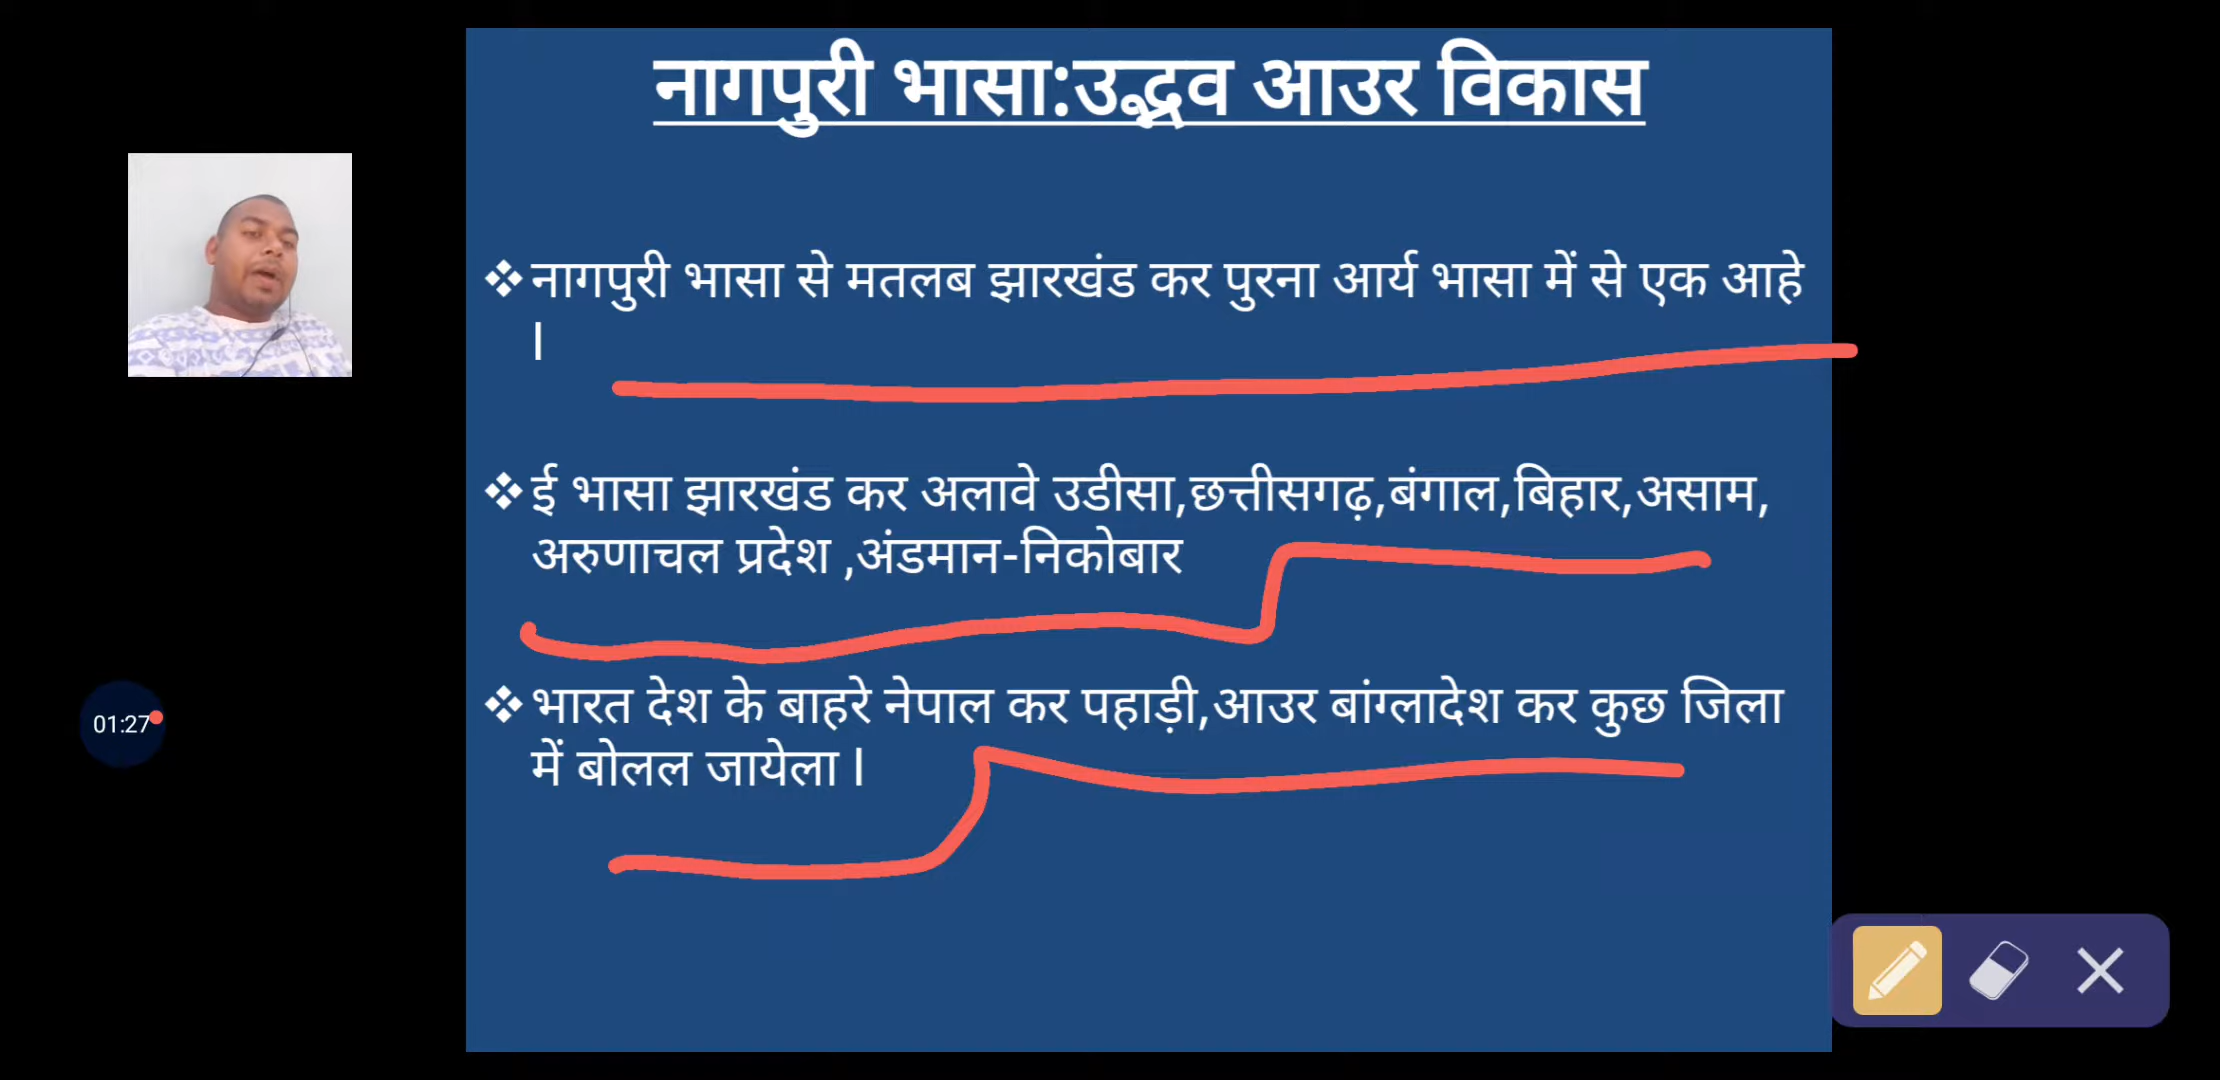 नागपुरी भासा:उद्भव आउर विकास
❖नागपुरी भासा से मतलब झारखंड कर पुरना आर्य भासा में से एक आहे
l
❖ई भासा झारखंड कर अलावे उडीसा,छत्तीसगढ़,बंगाल,बिहार,असाम,
अरुणाचल प्रदेश ,अंडमान-निकोबार
❖भारत देश के बाहरे नेपाल कर पहाड़ी,आउर बांग्लादेश कर कुछ जिला
में बोलल जायेला l
01:27